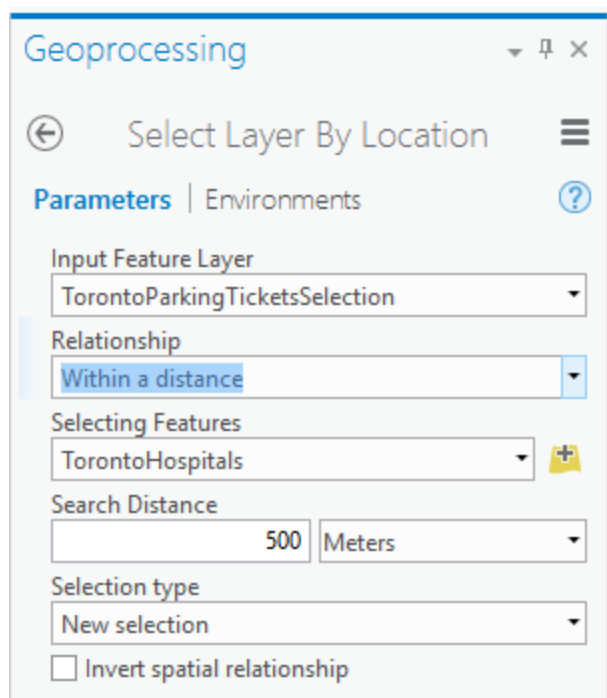 Geoprocessing
Select Layer By Location
Parameters | Environments
Input Feature Layer
TorontoParkingTicketsSelection
Relationship
Within a distance
Selecting Features
TorontoHospitals
Search Distance
500 Meters
Selection type
New selection
Invert spatial relationship